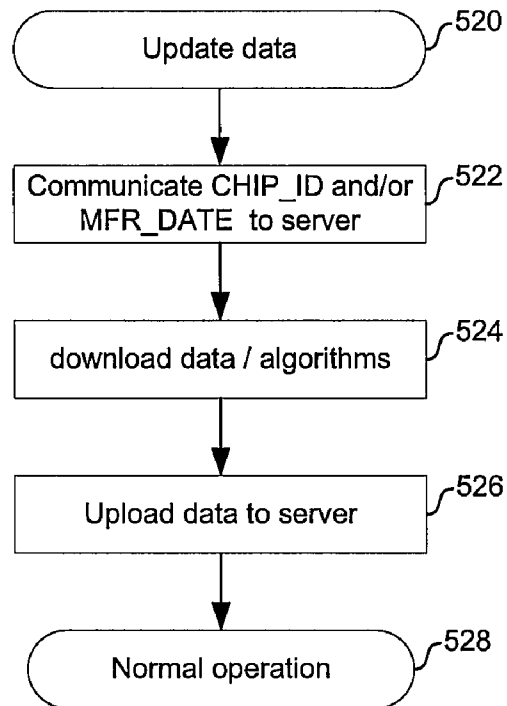 Update data
520
Communicate CHIP_ID and/or
MFR_DATE to server
522
download data / algorithms
524
Upload data to server
526
Normal operation
528